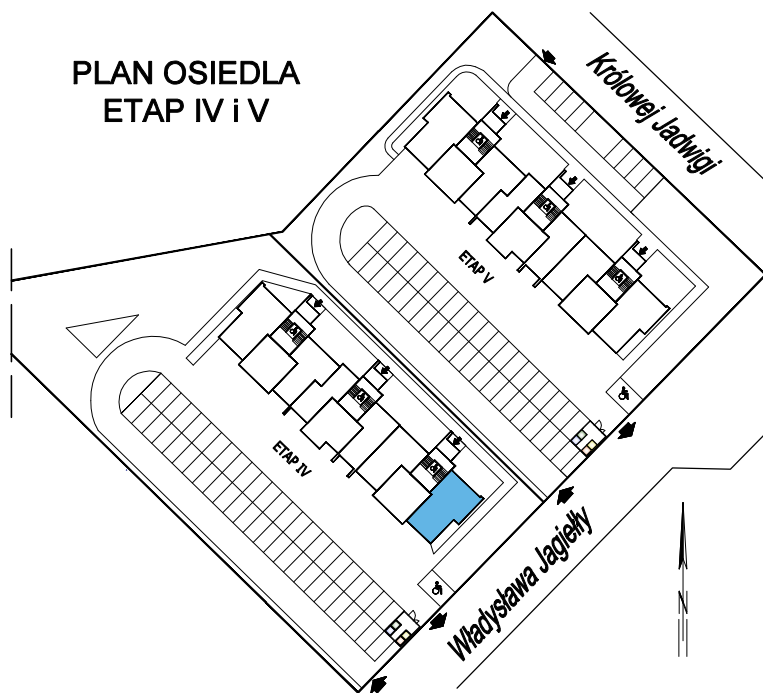 PLAN OSIEDLA
ETAP IV i V
Królowej Jadwigi
ETAP V
ETAP IV
Władysława Jagiełły
N